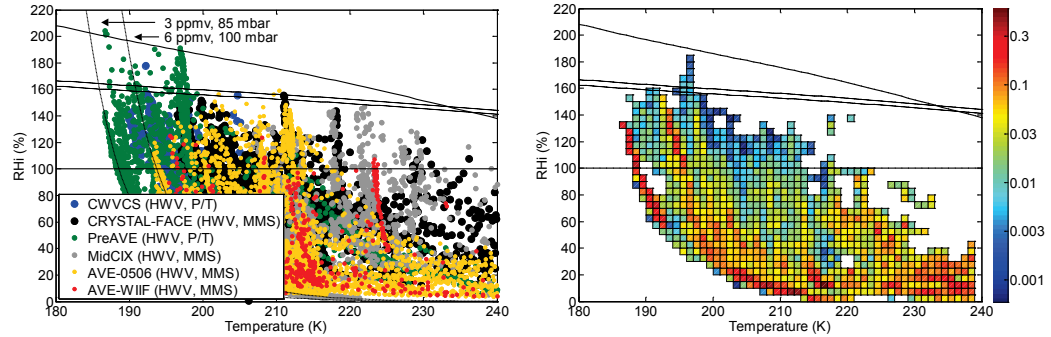 3 ppmv, 85 mbar
6 ppmv, 100 mbar
220
200
180
160
140
120
100
80
60
40
20
0
RHi (%)
CWVCS (HWV, P/T)
CRYSTAL-FACE (HWV, MMS)
PreAVE (HWV, P/T)
MidCIX (HWV, MMS)
AVE-0506 (HWV, MMS)
AVE-WIIF (HWV, MMS)
180 190 200 210 220 230 240
Temperature (K)
220
200
180
160
140
120
100
80
60
40
20
0
RHi (%)
180 190 200 210 220 230 240
Temperature (K)
0.3
0.1
0.03
0.01
0.003
0.001